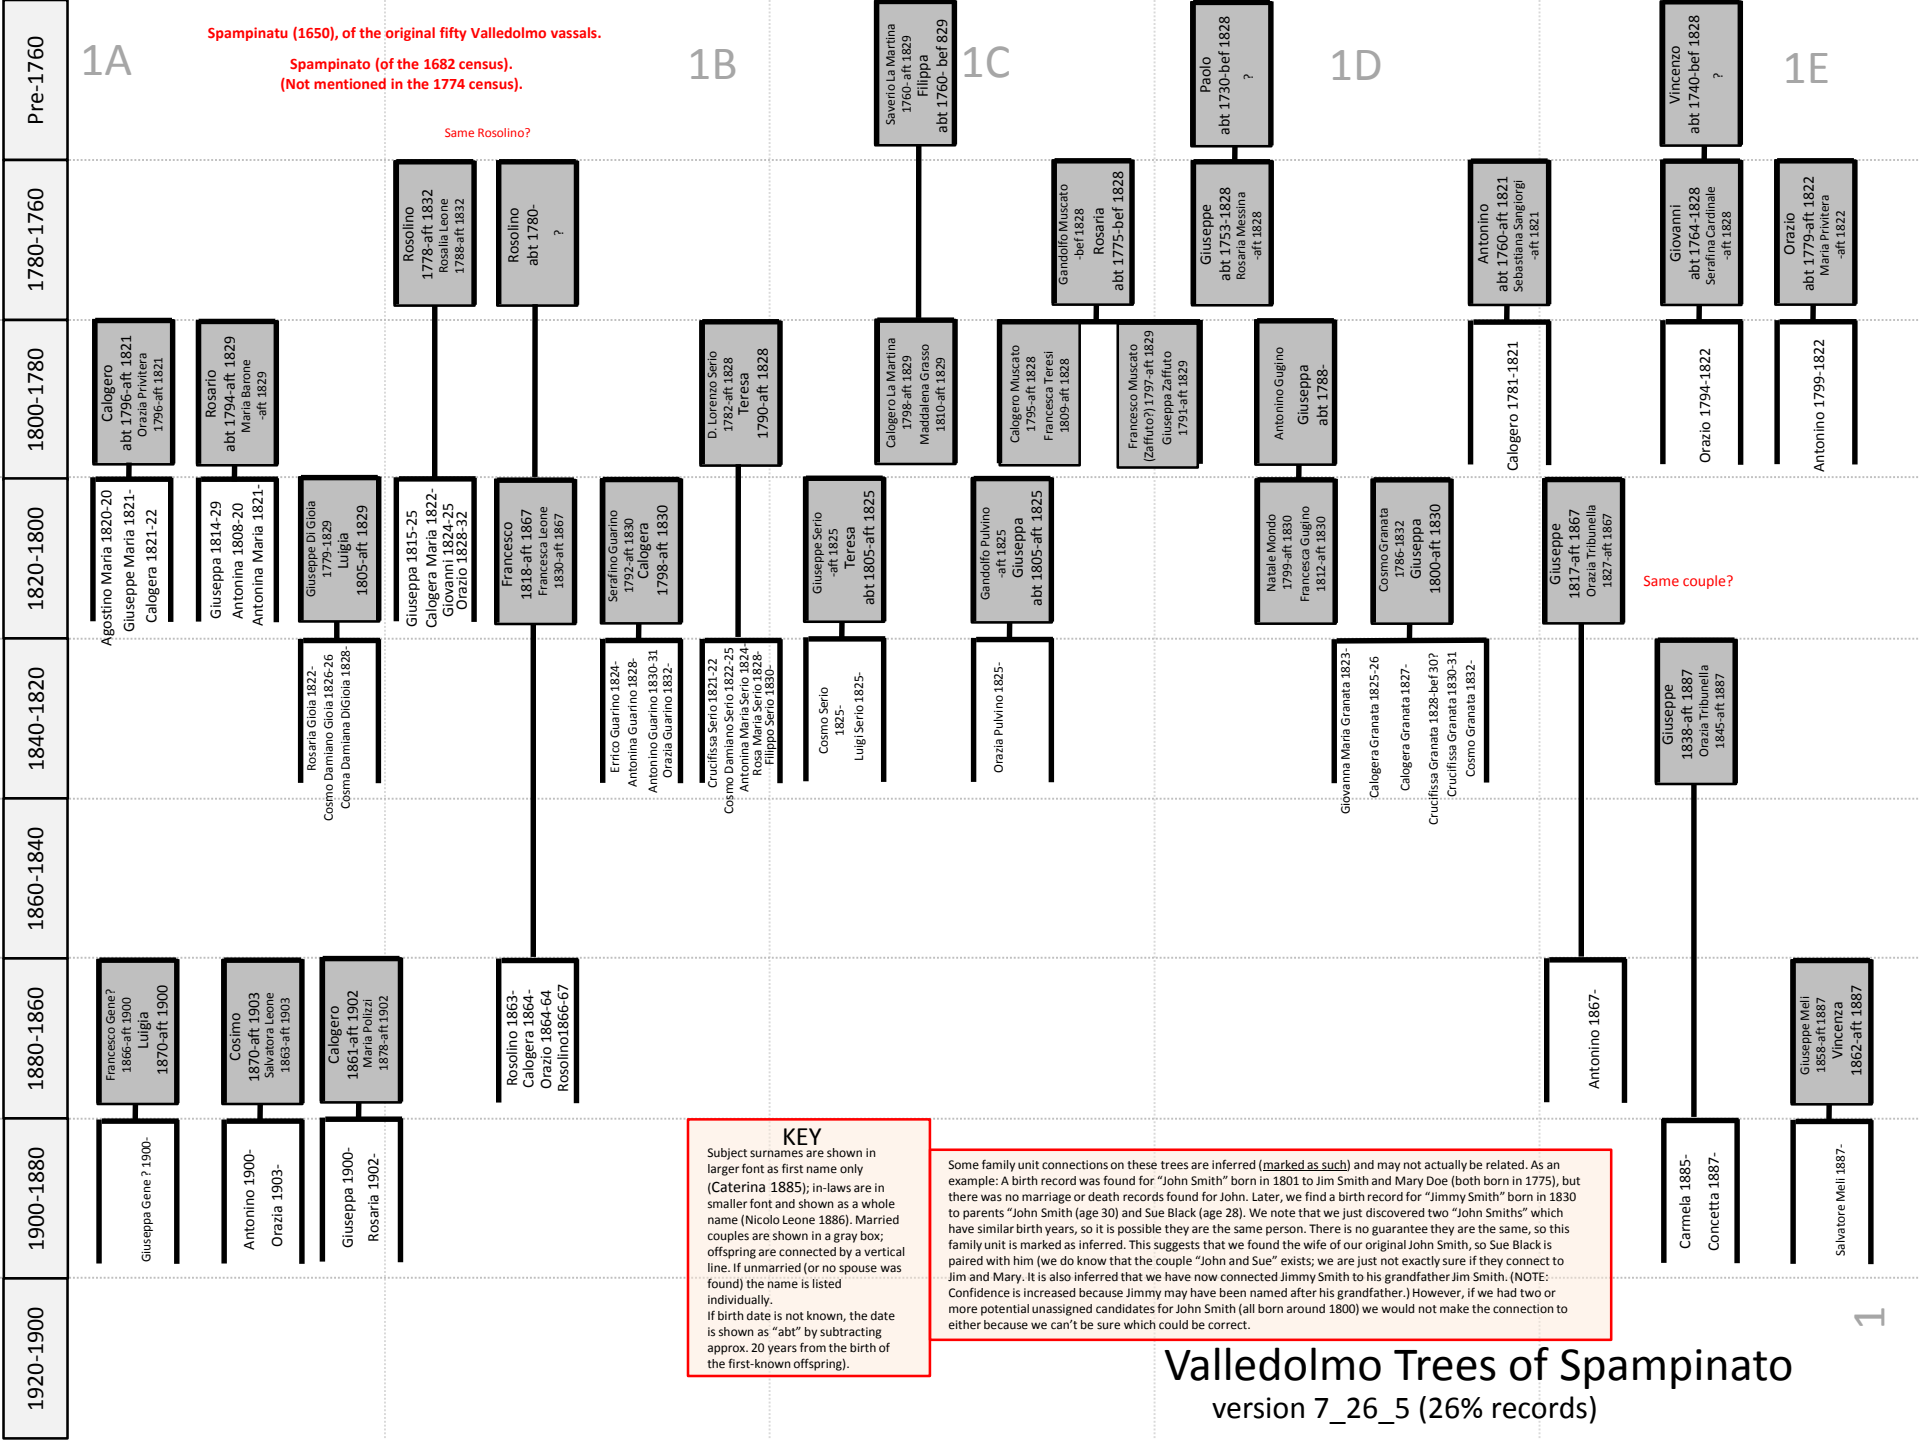 Pre-1760
1780-1760
1800-1780
1820-1800
1840-1820
1860-1840
1880-1860
1900-1880
1920-1900
1A
1B
1C
1D
1E
Spampinatu (1650), of the original fifty Valledolmo vassals.
Spampinato (of the 1682 census).
(Not mentioned in the 1774 census).
Same Rosolino?
Saverio La Martina
1760- aft 1829
Filippa
abt 1760- bef 829
Paolo
abt 1730-bef 1828
?
Vincenzo
abt 1740-bef 1828
?
Rosolino
1778-aft 1832
Rosalia Leone
1788-aft 1832
Rosolino
abt 1780-
?
Gandolfo Muscato
-bef 1828
Rosaria
abt 1775-bef 1828
Giuseppe
abt 1753-1828
Rosaria Messina
-aft 1828
Antonino
abt 1760-aft 1821
Sebastiana Sangiorgi
-aft 1821
Giovanni
abt 1764-1828
Serafina Cardinale
-aft 1828
Orazio
abt 1779-aft 1822
Maria Privitera
-aft 1822
Calogero
abt 1796-aft 1821
Orazia Privitera
1796-aft 1821
Rosario
abt 1794-aft 1829
Maria Barone
-aft 1829
D. Lorenzo Serio
1782-aft 1828
Teresa
1790-aft 1828
Calogero La Martina
1798-aft 1829
Maddalena Grasso
1810-aft 1829
Calogero Muscato
1795-aft 1828
Francesca Teresi
1809-aft 1828
Francesco Muscato
(Zaffuto?) 1797-aft 1829
Giuseppa Zaffuto
1791-aft 1829
Antonino Gugino
Giuseppa
abt 1788-
Calogero 1781-1821
Orazio 1794-1822
Antonino 1799-1822
Agostino Maria 1820-20
Giuseppe Maria 1821-
Calogera 1821-22
Giuseppa 1814-29
Antonina 1808-20
Antonina Maria 1821-
Giuseppe Di Gioia
1779-1829
Luigia
1805-aft 1829
Giuseppa 1815-25
Calogera Maria 1822-
Giovanni 1824-25
Orazio 1828-32
Francesco
1818-aft 1867
Francesca Leone
1830-aft 1867
Serafino Guarino
1792-aft 1830
Calogera
1798-aft 1830
Giuseppe Serio
-aft 1825
Teresa
abt 1805-aft 1825
Gandolfo Pulvino
-aft 1825
Giuseppa
abt 1805-aft 1825
Natale Mondo
1799-aft 1830
Francesca Gugino
1812-aft 1830
Cosmo Granata
1786-1832
Giuseppa
1800-aft 1830
Giuseppe
1817-aft 1867
Orazia Tribunella
1827-aft 1867
Same couple?
Rosaria Gioia 1822-
Cosmo Damiano Gioia 1826-26
Cosma Damiana DiGioia 1828-
Errico Guarino 1824-
Antonina Guarino 1828-
Antonino Guarino 1830-31
Orazia Guarino 1832-
Crucifissa Serio 1821-22
Cosmo Damiano Serio 1822-25
Antonina Maria Serio 1824-
Rosa Maria Serio 1828-
Filippo Serio 1830-
Cosmo Serio
1825-
Luigi Serio 1825-
Orazia Pulvino 1825-
Giovanna Maria Granata 1823-
Calogera Granata 1825-26
Calogera Granata 1827-
Crucifissa Granata 1828-bef 30?
Crucifissa Granata 1830-31
Cosmo Granata 1832-
Giuseppe
1838-aft 1887
Orazia Tribunella
1845-aft 1887
Francesco Gene?
1866-aft 1900
Luigia
1870-aft 1900
Cosimo
1870-aft 1903
Salvatora Leone
1863-aft 1903
Calogero
1861-aft 1902
Maria Polizzi
1878-aft 1902
Rosolino 1863-
Calogera 1864-
Orazio 1864-64
Rosolino1866-67
Antonino 1867-
Giuseppe Meli
1858-aft 1887
Vincenza
1862-aft 1887
Giuseppa Gene ? 1900-
Antonino 1900-
Orazia 1903-
Giuseppa 1900-
Rosaria 1902-
Carmela 1885-
Concetta 1887-
Salvatore Meli 1887-
KEY
Subject surnames are shown in
larger font as first name only
(Caterina 1885); in-laws are in
smaller font and shown as a whole
name (Nicolo Leone 1886). Married
couples are shown in a gray box;
offspring are connected by a vertical
line. If unmarried (or no spouse was
found) the name is listed
individually.
If birth date is not known, the date
is shown as “abt” by subtracting
approx. 20 years from the birth of
the first-known offspring).
Some family unit connections on these trees are inferred (marked as such) and may not actually be related. As an
example: A birth record was found for “John Smith” born in 1801 to Jim Smith and Mary Doe (both born in 1775), but
there was no marriage or death records found for John. Later, we find a birth record for “Jimmy Smith” born in 1830
to parents “John Smith (age 30) and Sue Black (age 28). We note that we just discovered two “John Smiths” which
have similar birth years, so it is possible they are the same person. There is no guarantee they are the same, so this
family unit is marked as inferred. This suggests that we found the wife of our original John Smith, so Sue Black is
paired with him (we do know that the couple “John and Sue” exists; we are just not exactly sure if they connect to
Jim and Mary. It is also inferred that we have now connected Jimmy Smith to his grandfather Jim Smith. (NOTE:
Confidence is increased because Jimmy may have been named after his grandfather.) However, if we had two or
more potential unassigned candidates for John Smith (all born around 1800) we would not make the connection to
either because we can’t be sure which could be correct.
1
Valledolmo Trees of Spampinato
version 7_26_5 (26% records)